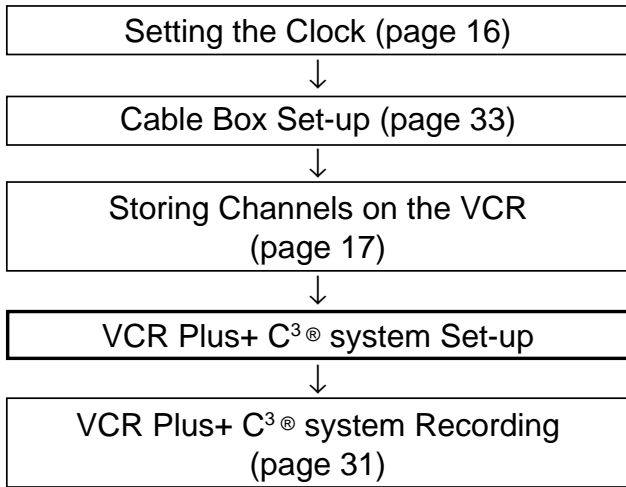 Setting the Clock (page 16)
↓
Cable Box Set-up (page 33)
↓
Storing Channels on the VCR
(page 17)
↓
VCR Plus+ C³® system Set-up
↓
VCR Plus+ C³® system Recording
(page 31)